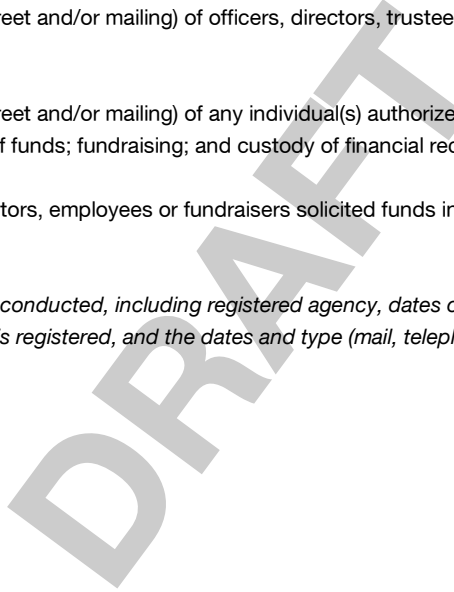 reet and/or mailing) of officers, directors, trustee
reet and/or mailing) of any individual(s) authorize
f funds; fundraising; and custody of financial rec
tors, employees or fundraisers solicited funds in
conducted, including registered agency, dates o
s registered, and the dates and type (mail, teleph
DRAFT